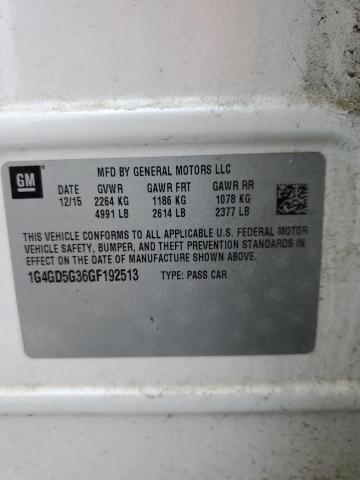 GM
MFD BY GENERAL MOTORS LLC
DATE GVWR GAWR FRT GAWR RR
12/15 2264 KG 1186 KG 1078 KG
4991 LB 2614 LB 2377 LB
THIS VEHICLE CONFORMS TO ALL APPLICABLE U.S. FEDERAL MOTOR
VEHICLE SAFETY, BUMPER, AND THEFT PREVENTION STANDARDS IN
EFFECT ON THE DATE OF MANUFACTURE SHOWN ABOVE.
1G4GD5G36GF192513 TYPE: PASS CAR